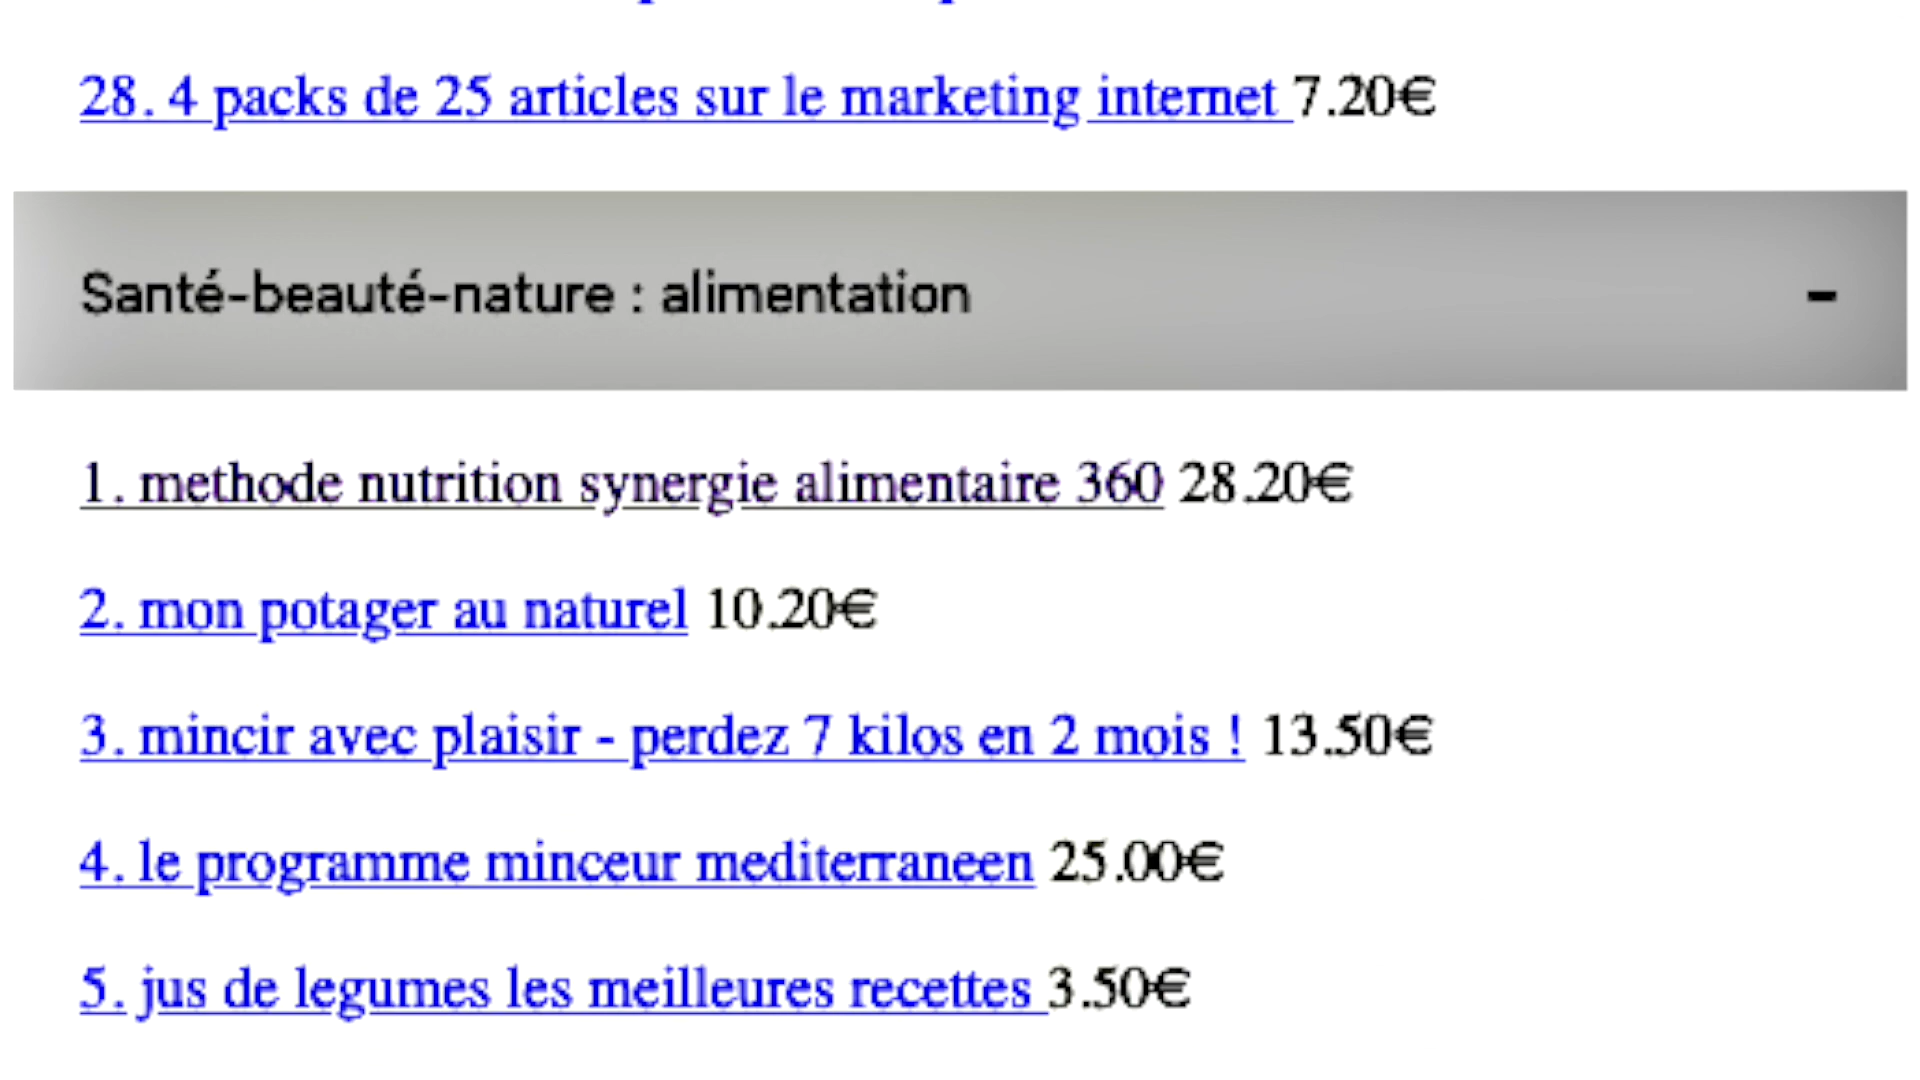 28. 4 packs de 25 articles sur le marketing internet 7.20€
Santé-beauté-nature : alimentation -
1. methode nutrition synergie alimentaire 360 28.20€
2. mon potager au naturel 10.20€
3. mincir avec plaisir - perdez 7 kilos en 2 mois ! 13.50€
4. le programme minceur mediterraneen 25.00€
5. jus de legumes les meilleures recettes 3.50€